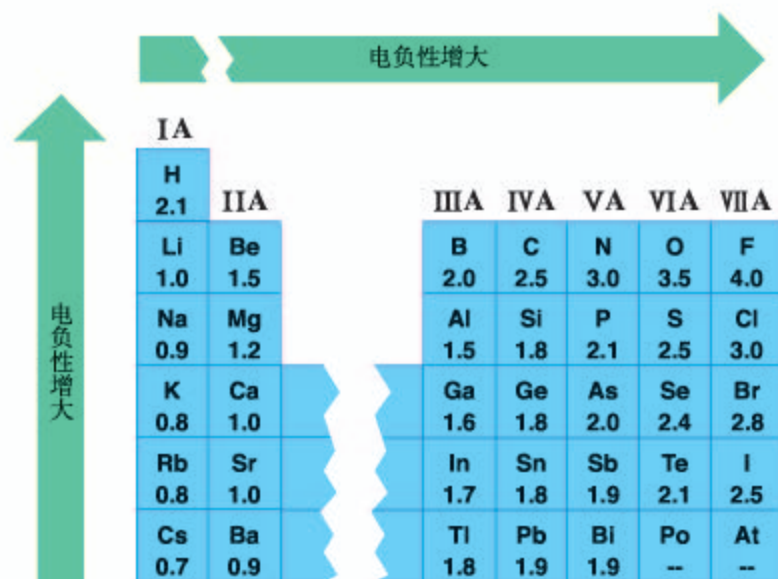 电负性增大
IA
H
2.1 IIA IIIA IVA VA VIA VIIA
Li Be B C N O F
1.0 1.5 2.0 2.5 3.0 3.5 4.0
Na Mg Al Si P S Cl
0.9 1.2 1.5 1.8 2.1 2.5 3.0
K Ca Ga Ge As Se Br
0.8 1.0 1.6 1.8 2.0 2.4 2.8
Rb Sr In Sn Sb Te I
0.8 1.0 1.7 1.8 1.9 2.1 2.5
Cs Ba Tl Pb Bi Po At
0.7 0.9 1.8 1.9 1.9 -- --
电负性增大